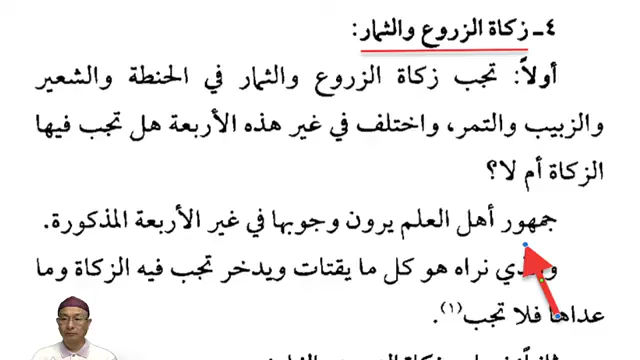 ٤ـ زكاة الزروع والثمار:
أولاً: تجب زكاة الزروع والثمار في الحنطة والشعير
والزبيب والتمر، واختلف في غير هذه الأربعة هل تجب فيها
الزكاة أم لا؟
جمهور أهل العلم يرون وجوبها في غير الأربعة المذكورة.
نراه هو كل ما يقتات ويدخر تجب فيه الزكاة وما
عداها فلا تجب(١).